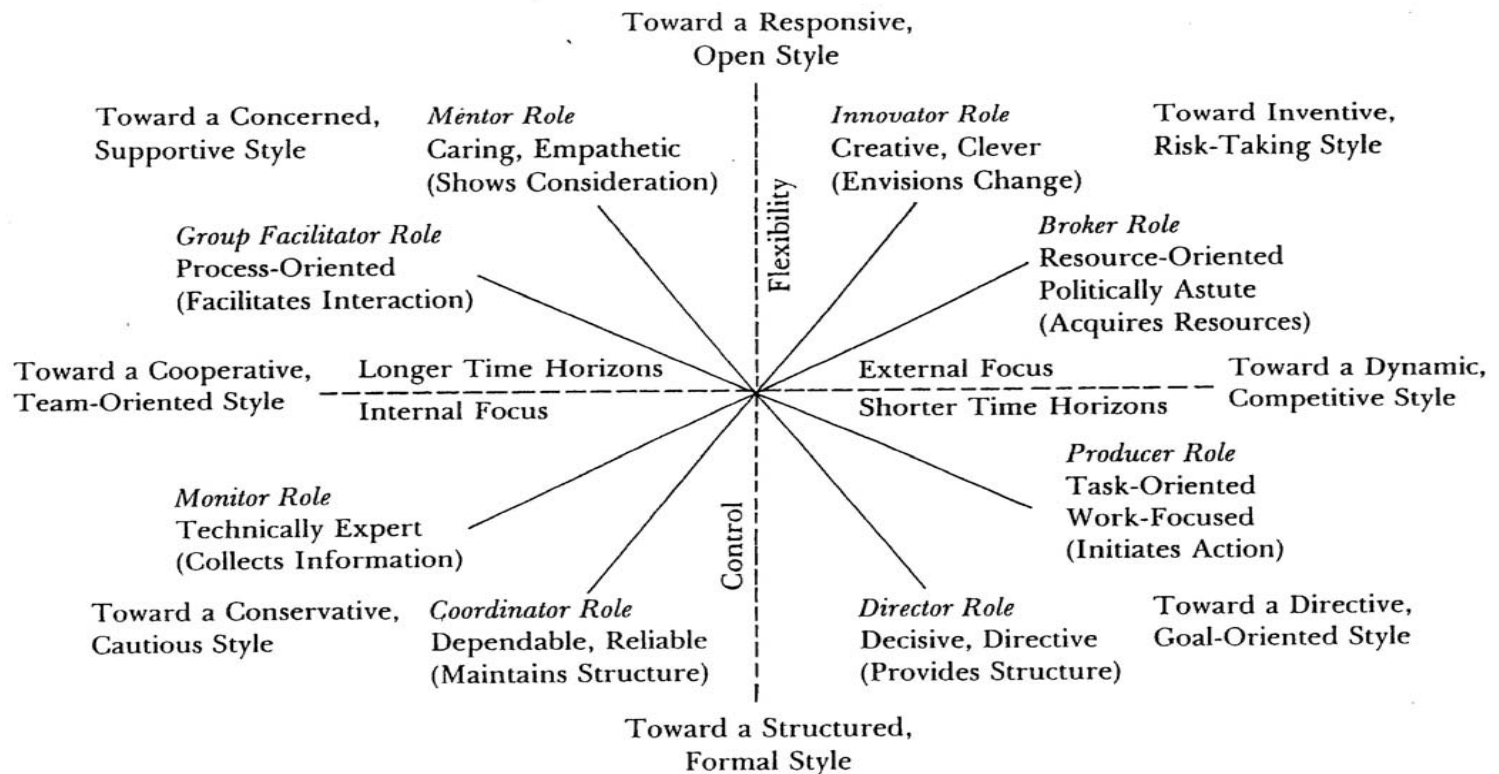 Toward a Responsive,
Open Style
Toward a Concerned,
Supportive Style
Mentor Role
Caring, Empathetic
(Shows Consideration)
Innovator Role
Creative, Clever
(Envisions Change)
Toward Inventive,
Risk-Taking Style
Flexibility
Group Facilitator Role
Process-Oriented
(Facilitates Interaction)
Broker Role
Resource-Oriented
Politically Astute
(Acquires Resources)
Toward a Cooperative,
Team-Oriented Style
Longer Time Horizons
Internal Focus
External Focus
Shorter Time Horizons
Toward a Dynamic,
Competitive Style
Monitor Role
Technically Expert
(Collects Information)
Control
Producer Role
Task-Oriented
Work-Focused
(Initiates Action)
Toward a Conservative,
Cautious Style
Coordinator Role
Dependable, Reliable
(Maintains Structure)
Director Role
Decisive, Directive
(Provides Structure)
Toward a Directive,
Goal-Oriented Style
Toward a Structured,
Formal Style